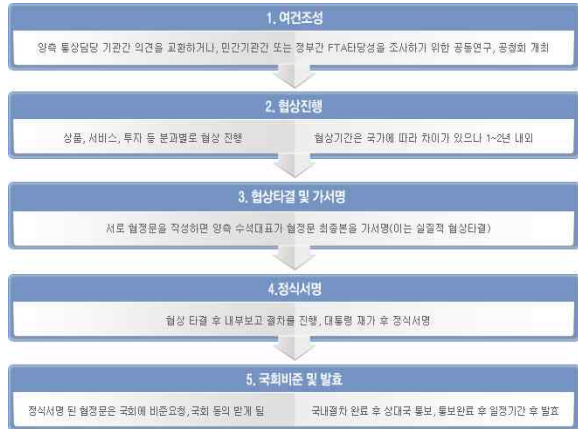 1. 여건조성
양측 통상담당 기관간 의견을 교환하거나, 민간기관간 또는 정부간 FTA타당성을 조사하기 위한 공동연구, 공청회 개최
2. 협상진행
상품, 서비스, 투자 등 분과별로 협상 진행
협상기간은 국가에 따라 차이가 있으나 1~2년 내외
3. 협상타결 및 가서명
서로 협정문을 작성하면 양측 수석대표가 협정문 최종본을 가서명(이는 실질적 협상타결)
4.정식서명
협상 타결 후 내부보고 절차를 진행, 대통령 재가 후 정식서명
5. 국회비준 및 발효
정식서명 된 협정문은 국회에 비준요청, 국회 동의 받게 됨
국내절차 완료 후 상대국 통보, 통보완료 후 일정기간 후 발효